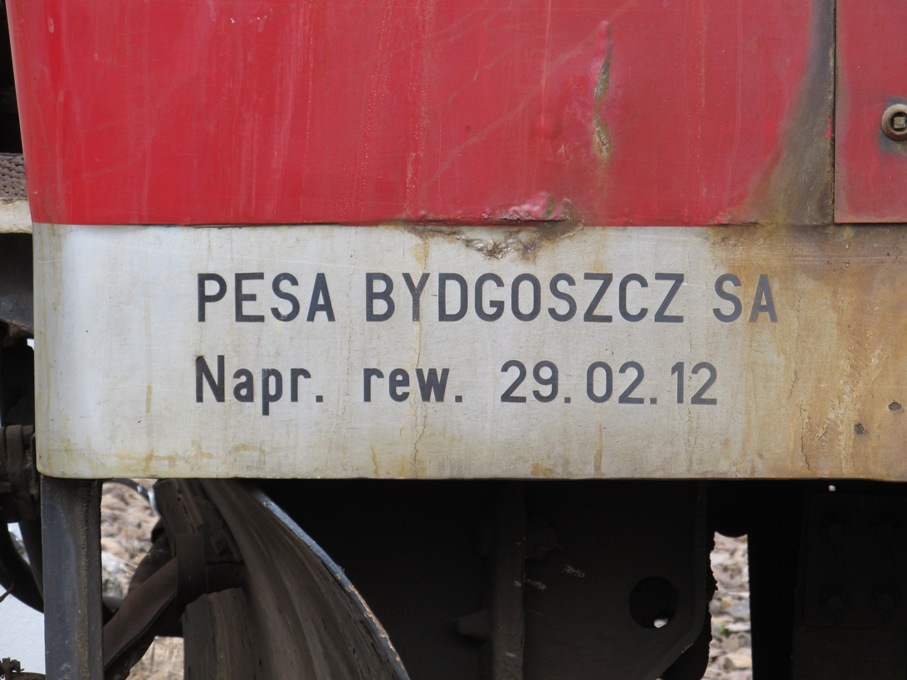 PESA BYDGOSZCZ SA
Napr. rew. 29.02.12